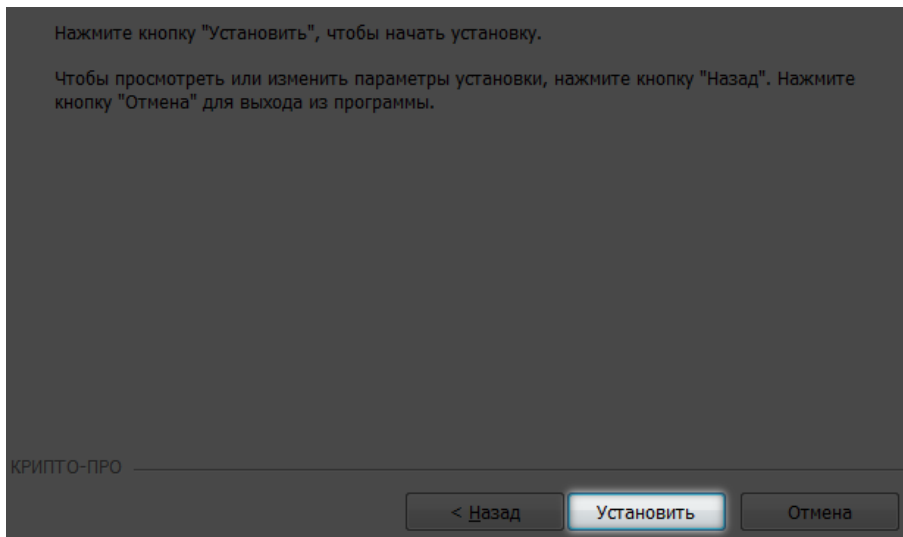 Нажмите кнопку "Установить", чтобы начать установку.
Чтобы просмотреть или изменить параметры установки, нажмите кнопку "Назад". Нажмите
кнопку "Отмена" для выхода из программы.
КРИПТО-ПРО
< Назад
Установить
Отмена